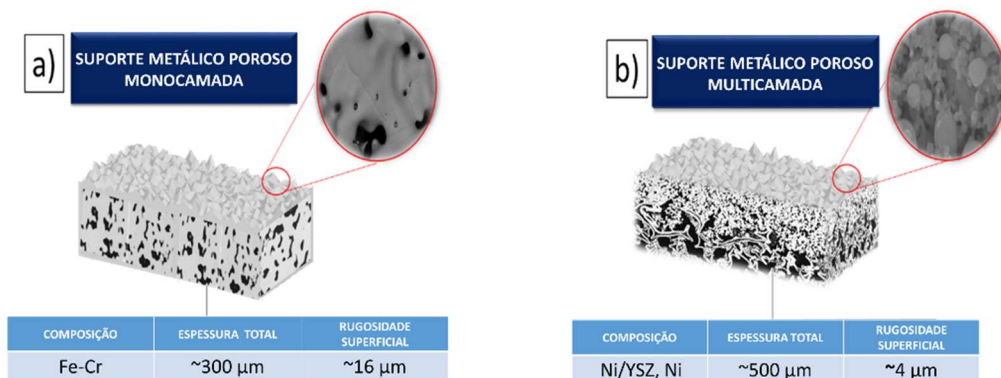 a)
SUPORTE METÁLICO POROSO
MONOCAMADA
COMPOSIÇÃO
ESPESSURA TOTAL
RUGOSIDADE
SUPERFICIAL
Fe-Cr
~300 µm
~16 µm
b)
SUPORTE METÁLICO POROSO
MULTICAMADA
COMPOSIÇÃO
ESPESSURA TOTAL
RUGOSIDADE
SUPERFICIAL
Ni/YSZ, Ni
~500 µm
~4 µm